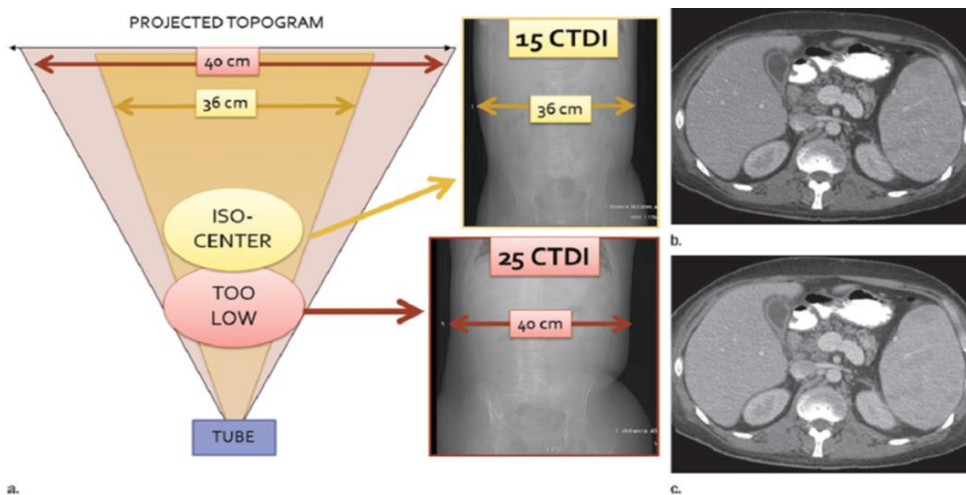 PROJECTED TOPOGRAM
40 cm
36 cm
ISO-
CENTER
TOO
LOW
TUBE
15 CTDI
36 cm
25 CTDI
40 cm
a.
b.
c.